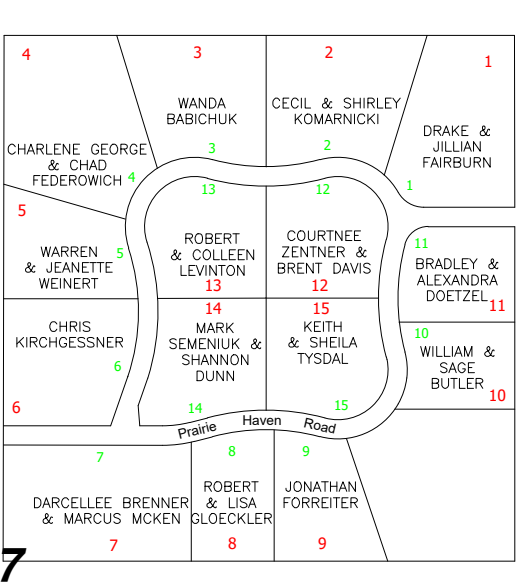 4
3
2
1
WANDA
BABICHUK
3
CECIL & SHIRLEY
KOMARNICKI
2
DRAKE &
JILLIAN
FAIRBURN
1
CHARLENE GEORGE
& CHAD
FEDEROWICH
4
5
WARREN
& JEANETTE
WEINERT
5
13
ROBERT
& COLLEEN
LEVINTON
13
12
COURTNEE
ZENTNER &
BRENT DAVIS
12
11
BRADLEY &
ALEXANDRA
DOETZEL
11
CHRIS
KIRCHGESSNER
6
6
14
MARK
SEMENIUK &
SHANNON
DUNN
14
15
KEITH
& SHEILA
TYSDAL
15
10
WILLIAM &
SAGE
BUTLER
10
Prairie Haven Road
7
DARCELLEE BRENNER
& MARCUS MCKEN
7
8
ROBERT
& LISA
GLOECKLER
8
9
JONATHAN
FORREITER
9
7